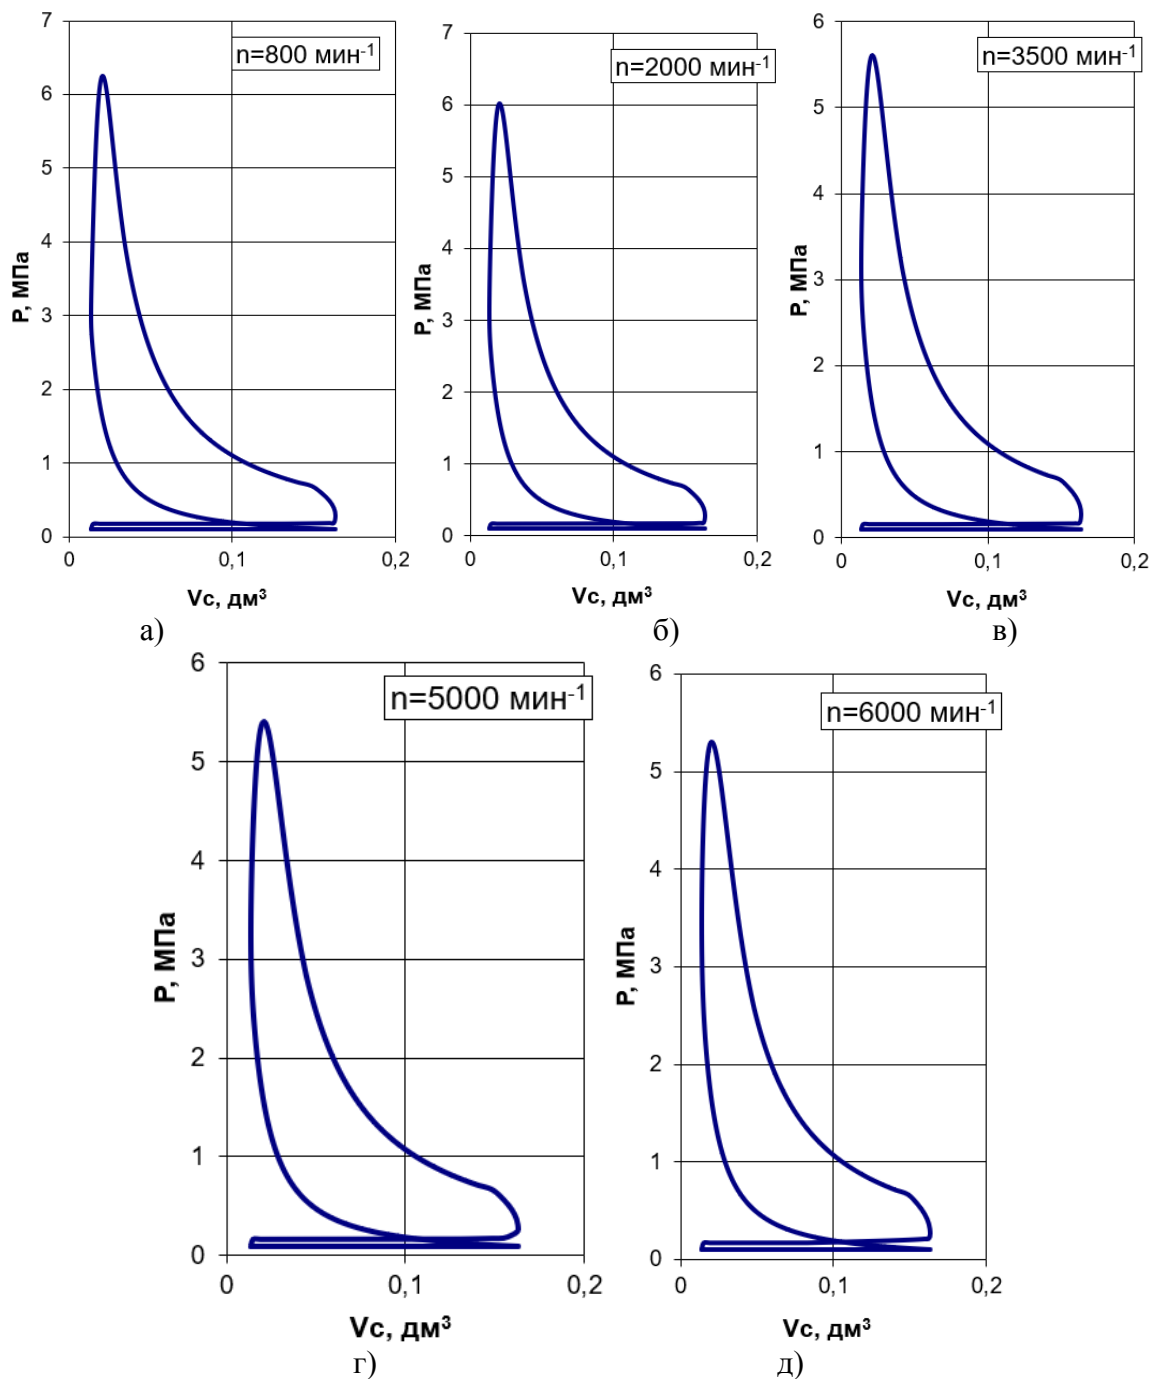 n=800 мин⁻¹
7
6
5
4
3
2
1
0
P, МПа
0 0,1 0,2
Vc, дм³
а)
n=2000 мин⁻¹
7
6
5
4
3
2
1
0
P, МПа
0 0,1 0,2
Vc, дм³
б)
n=3500 мин⁻¹
6
5
4
3
2
1
0
P, МПа
0 0,1 0,2
Vc, дм³
в)
n=5000 мин⁻¹
6
5
4
3
2
1
0
P, МПа
0 0,1 0,2
Vc, дм³
г)
n=6000 мин⁻¹
6
5
4
3
2
1
0
P, МПа
0 0,1 0,2
Vc, дм³
д)